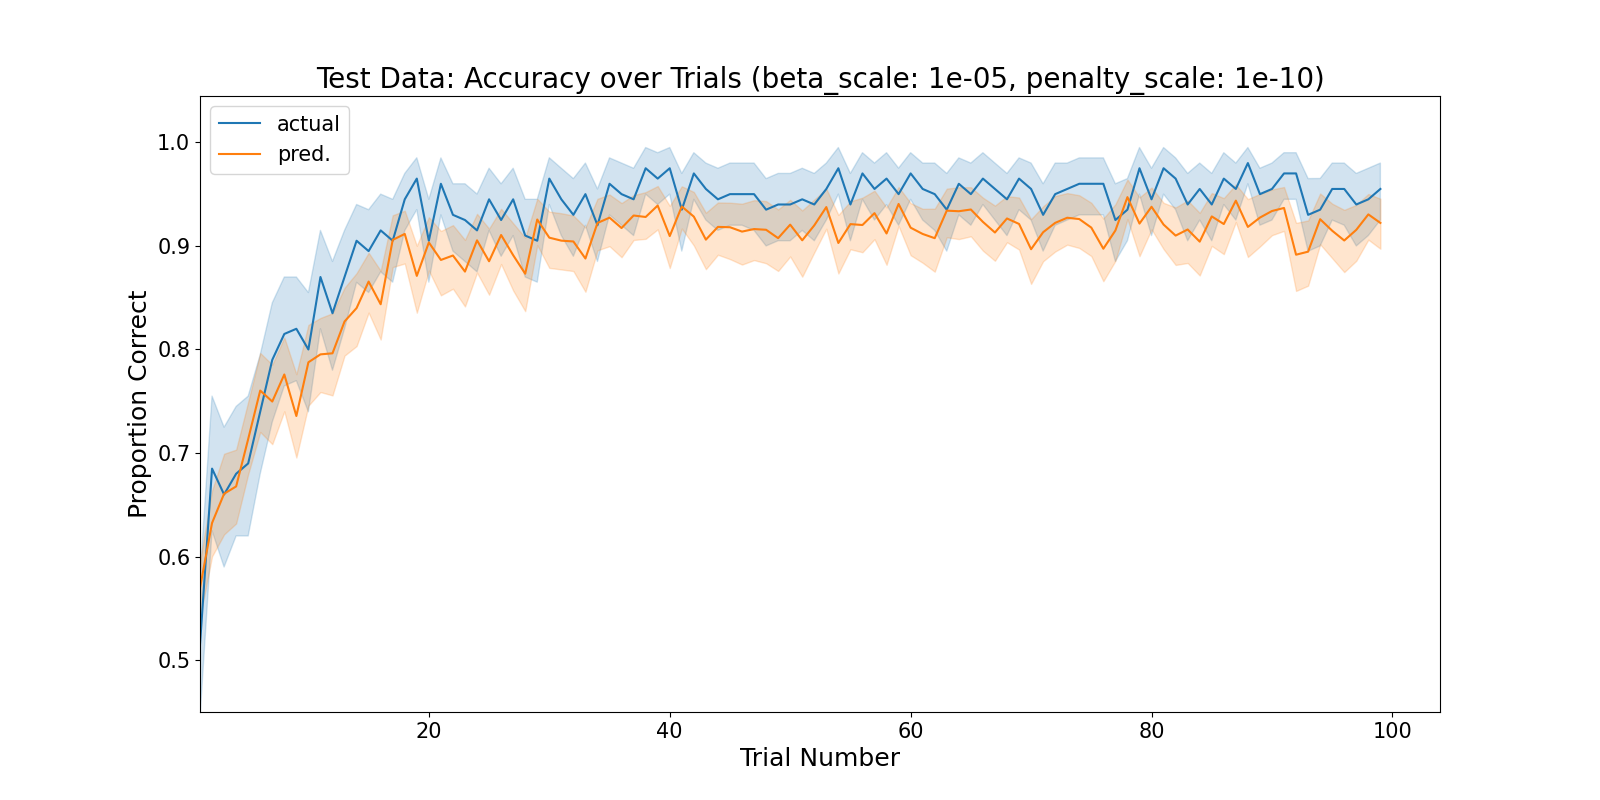 Test Data: Accuracy over Trials (beta_scale: 1e-05, penalty_scale: 1e-10)
actual
pred.
Proportion Correct
1.0
0.9
0.8
0.7
0.6
0.5
20
40
60
80
100
Trial Number